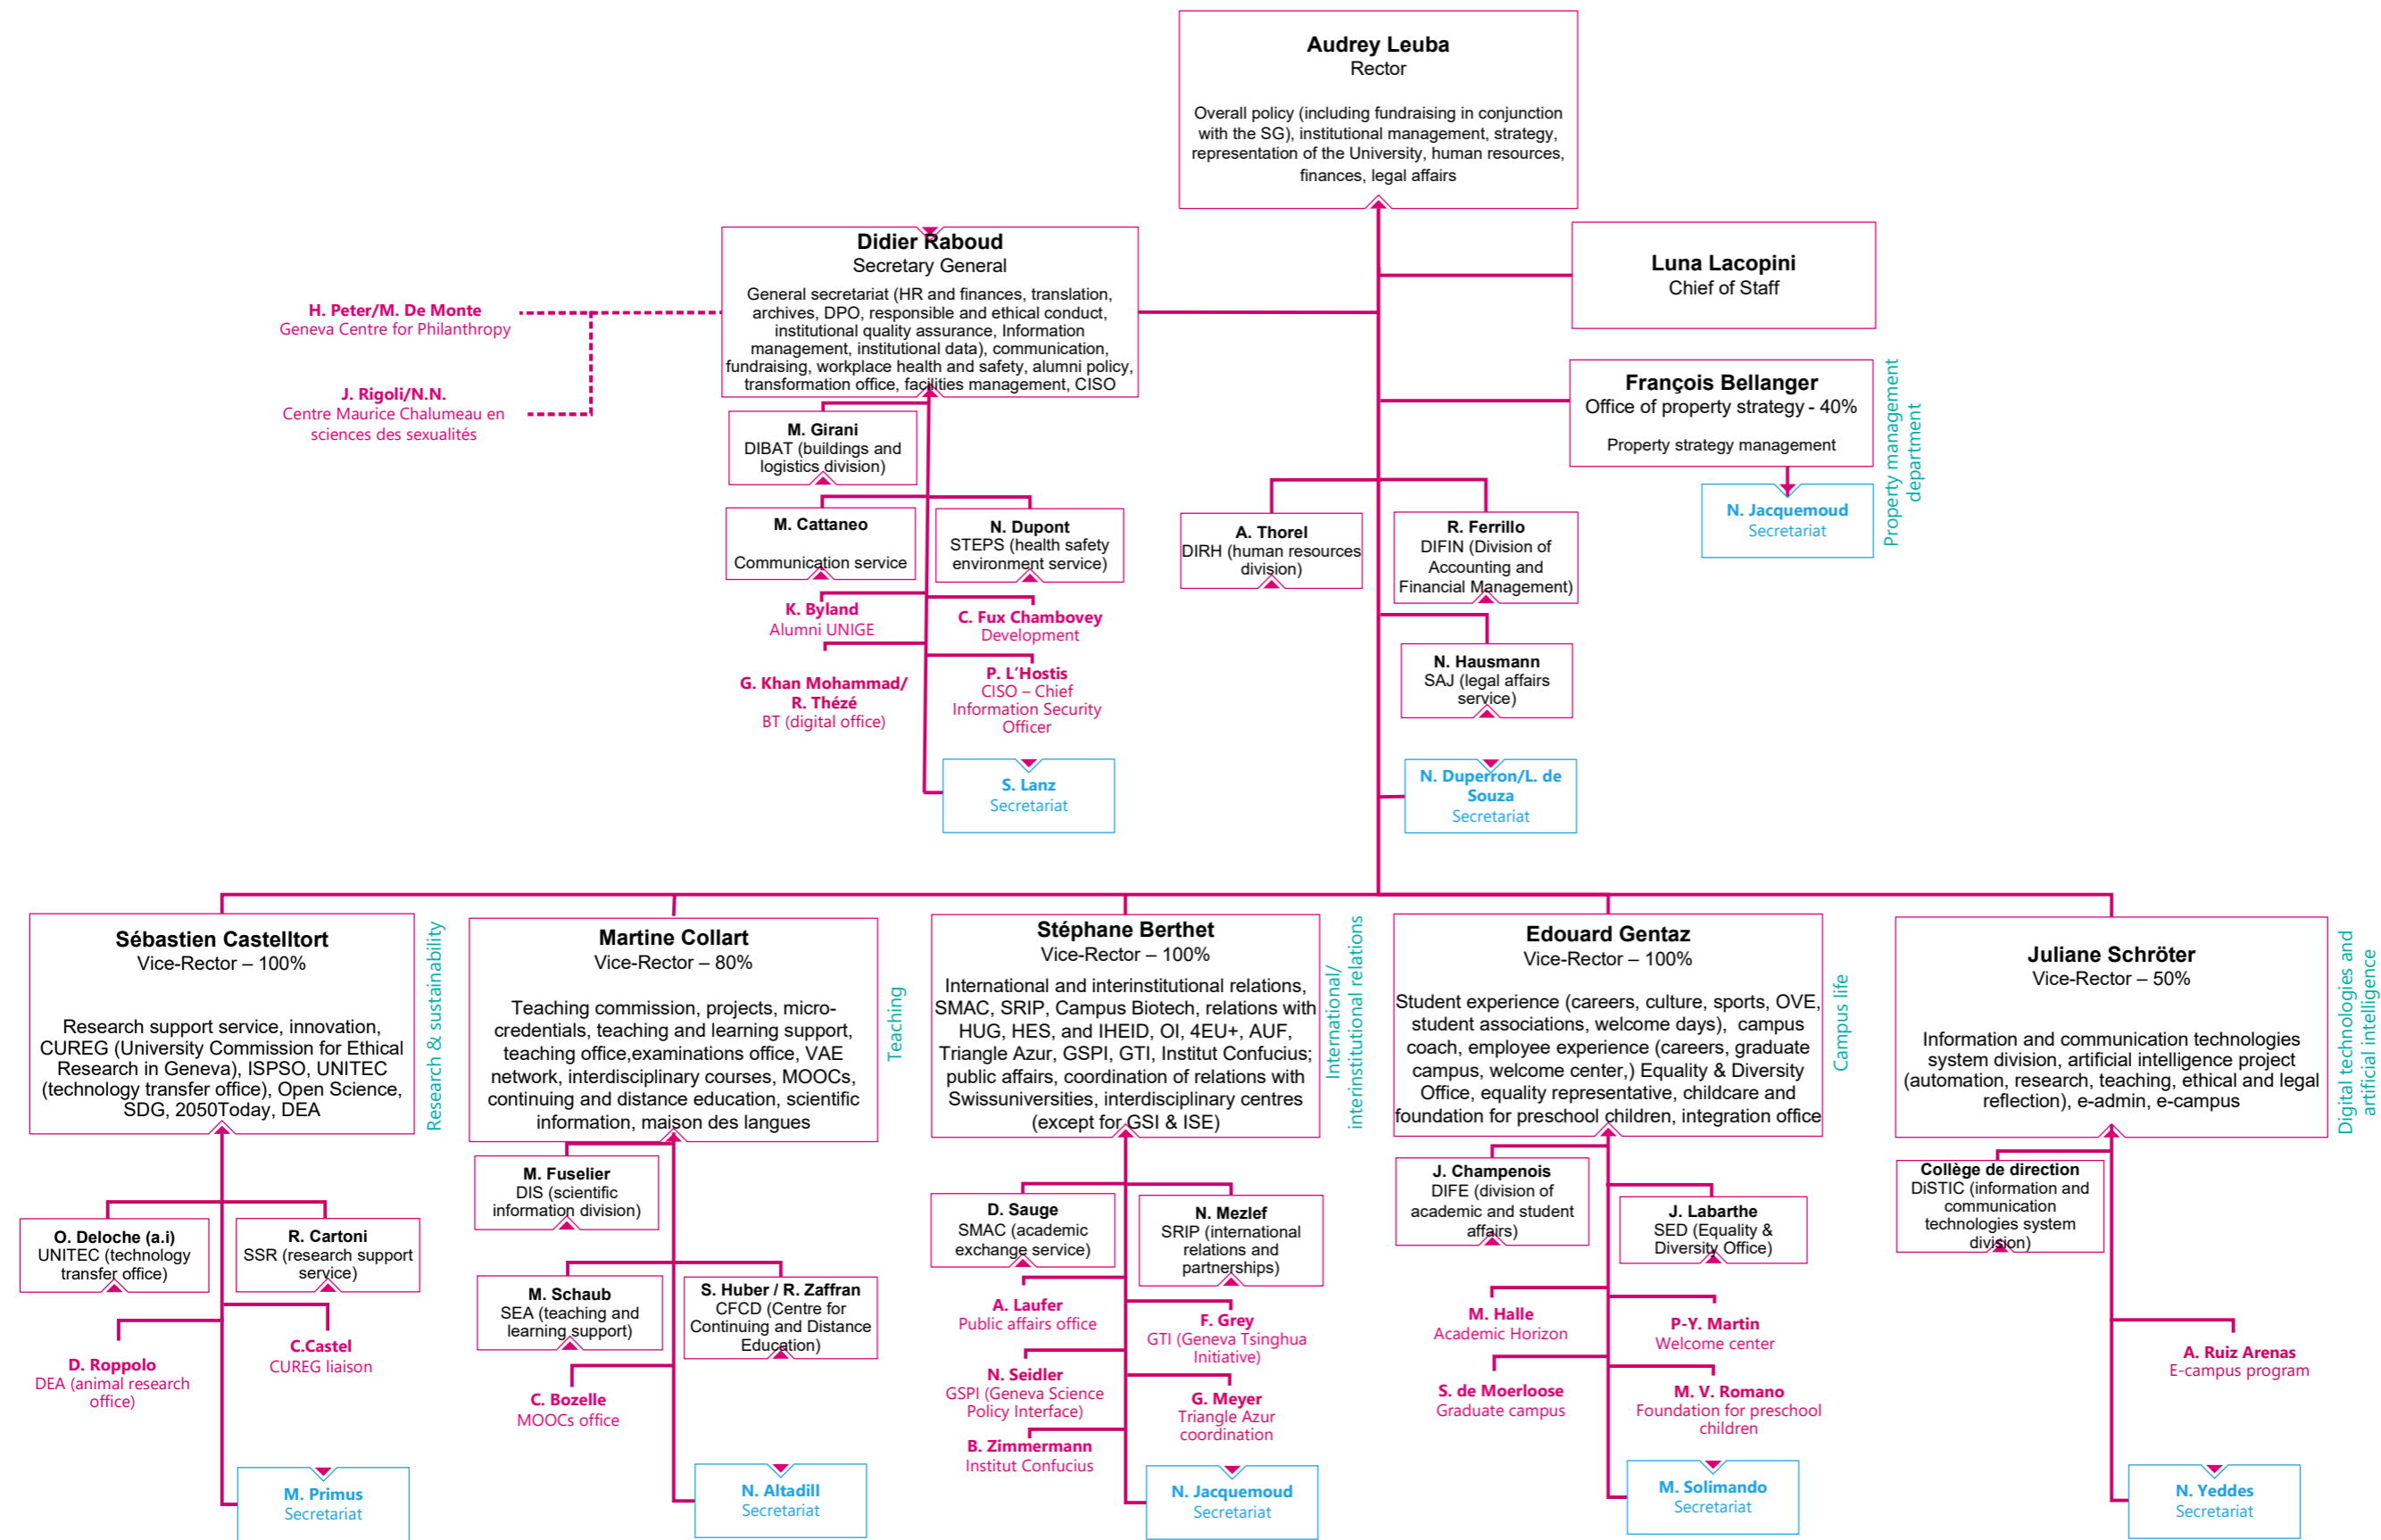 Audrey Leuba
Rector
Overall policy (including fundraising in conjunction
with the SG), institutional management, strategy,
representation of the University, human resources,
finances, legal affairs
Didier Raboud
Secretary General
General secretariat (HR and finances, translation,
archives, DPO, responsible and ethical conduct,
institutional quality assurance, Information
management, institutional data), communication,
fundraising, workplace health and safety, alumni policy,
transformation office, facilities management, CISO
Luna Lacopini
Chief of Staff
H. Peter/M. De Monte
Geneva Centre for Philanthropy
J. Rigoli/N.N.
Centre Maurice Chalumeau en
sciences des sexualités
François Bellanger
Office of property strategy - 40%
Property strategy management
Property management
department
N. Jacquemoud
Secretariat
M. Girani
DIBAT (buildings and
logistics division)
M. Cattaneo
Communication service
N. Dupont
STEPS (health safety
environment service)
K. Byland
Alumni UNIGE
C. Fux Chambovey
Development
G. Khan Mohammad/
R. Thézé
BT (digital office)
P. L'Hostis
CISO – Chief
Information Security
Officer
S. Lanz
Secretariat
A. Thorel
DIRH (human resources
division)
R. Ferrillo
DIFIN (Division of
Accounting and
Financial Management)
N. Hausmann
SAJ (legal affairs
service)
N. Duperron/L. de
Souza
Secretariat
Sébastien Castelltort
Vice-Rector – 100%
Research support service, innovation,
CUREG (University Commission for Ethical
Research in Geneva), ISPSO, UNITEC
(technology transfer office), Open Science,
SDG, 2050Today, DEA
Research & sustainability
O. Deloche (a.i)
UNITEC (technology
transfer office)
R. Cartoni
SSR (research support
service)
D. Roppolo
DEA (animal research
office)
C.Castel
CUREG liaison
M. Primus
Secretariat
Martine Collart
Vice-Rector – 80%
Teaching commission, projects, micro-
credentials, teaching and learning support,
teaching office,examinations office, VAE
network, interdisciplinary courses, MOOCs,
continuing and distance education, scientific
information, maison des langues
Teaching
M. Fuselier
DIS (scientific
information division)
M. Schaub
SEA (teaching and
learning support)
S. Huber / R. Zaffran
CFCD (Centre for
Continuing and Distance
Education)
C. Bozelle
MOOCs office
N. Altadill
Secretariat
Stéphane Berthet
Vice-Rector – 100%
International and interinstitutional relations,
SMAC, SRIP, Campus Biotech, relations with
HUG, HES, and IHEID, OI, 4EU+, AUF,
Triangle Azur, GSPI, GTI, Institut Confucius;
public affairs, coordination of relations with
Swissuniversities, interdisciplinary centres
(except for GSI & ISE)
International/
interinstitutional relations
D. Sauge
SMAC (academic
exchange service)
N. Mezlef
SRIP (international
relations and
partnerships)
A. Laufer
Public affairs office
F. Grey
GTI (Geneva Tsinghua
Initiative)
N. Seidler
GSPI (Geneva Science
Policy Interface)
G. Meyer
Triangle Azur
coordination
B. Zimmermann
Institut Confucius
N. Jacquemoud
Secretariat
Edouard Gentaz
Vice-Rector – 100%
Student experience (careers, culture, sports, OVE,
student associations, welcome days), campus
coach, employee experience (careers, graduate
campus, welcome center,) Equality & Diversity
Office, equality representative, childcare and
foundation for preschool children, integration office
Campus life
J. Champenois
DIFE (division of
academic and student
affairs)
J. Labarthe
SED (Equality &
Diversity Office)
M. Halle
Academic Horizon
P-Y. Martin
Welcome center
S. de Moerloose
Graduate campus
M. V. Romano
Foundation for preschool
children
M. Solimando
Secretariat
Juliane Schröter
Vice-Rector – 50%
Information and communication technologies
system division, artificial intelligence project
(automation, research, teaching, ethical and legal
reflection), e-admin, e-campus
Digital technologies and
artificial intelligence
Collège de direction
DiSTIC (information and
communication
technologies system
division)
A. Ruiz Arenas
E-campus program
N. Yeddes
Secretariat